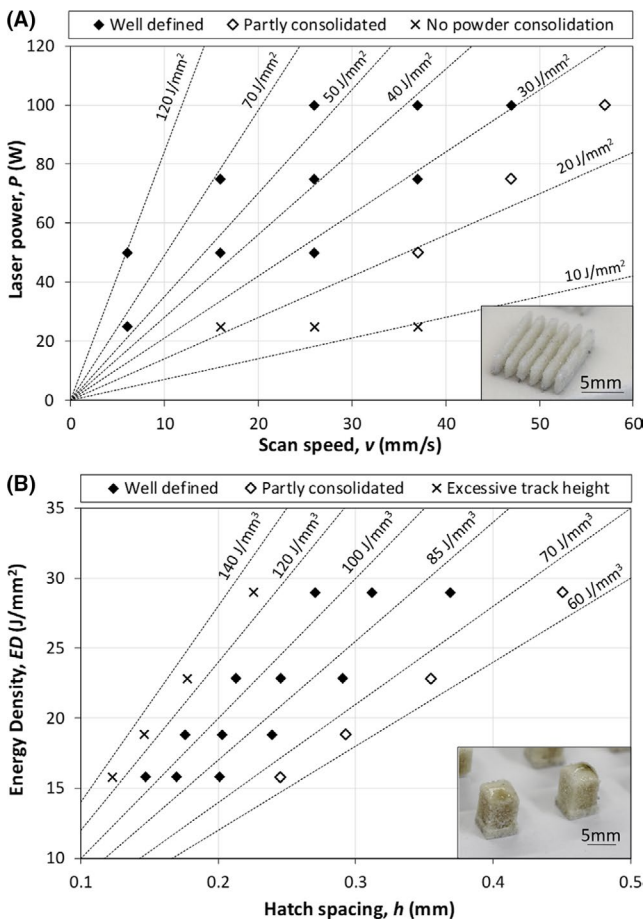 (A)
◆ Well defined ◇ Partly consolidated × No powder consolidation
120
100
80
60
40
20
0
Laser power, P (W)
120 J/mm²
70 J/mm²
50 J/mm²
40 J/mm²
30 J/mm²
20 J/mm²
10 J/mm²
5mm
0 10 20 30 40 50 60
Scan speed, v (mm/s)
(B)
◆ Well defined ◇ Partly consolidated × Excessive track height
35
30
25
20
15
10
Energy Density, ED (J/mm²)
140 J/mm³
120 J/mm³
100 J/mm³
85 J/mm³
70 J/mm³
60 J/mm³
5mm
0.1 0.2 0.3 0.4 0.5
Hatch spacing, h (mm)